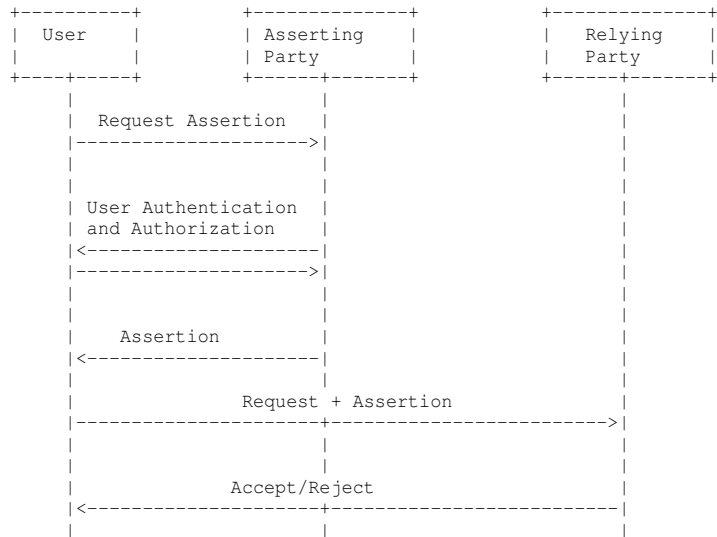 User Asserting Relying
Party Party
Request Assertion
User Authentication
and Authorization
Assertion
Request + Assertion
Accept/Reject